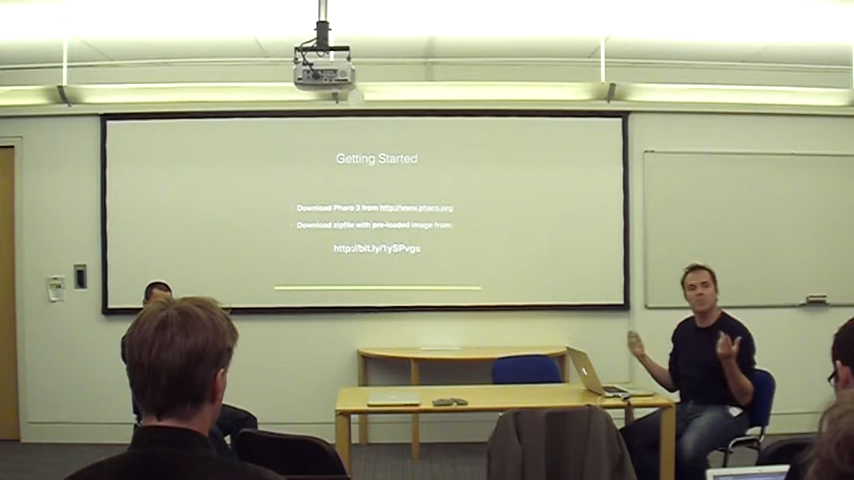 Getting Started
Download Pharo 3 from http://www.pharo.org
Download zipfile with pre-loaded image from:
http://bit.ly/1ySPvgs